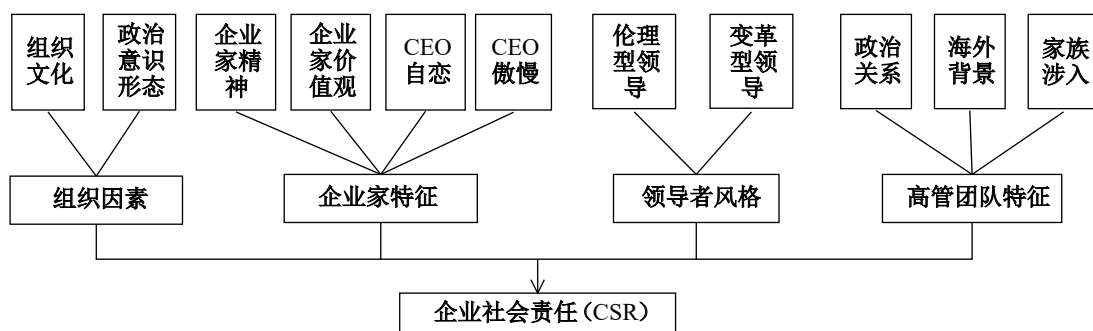 组织
文化
政治
意识
形态
企业
家精
神
企业
家价
值观
CEO
自恋
CEO
傲慢
伦理
型领
导
变革
型领
导
政治
关系
海外
背景
家族
涉入
组织因素
企业家特征
领导者风格
高管团队特征
企业社会责任（CSR）